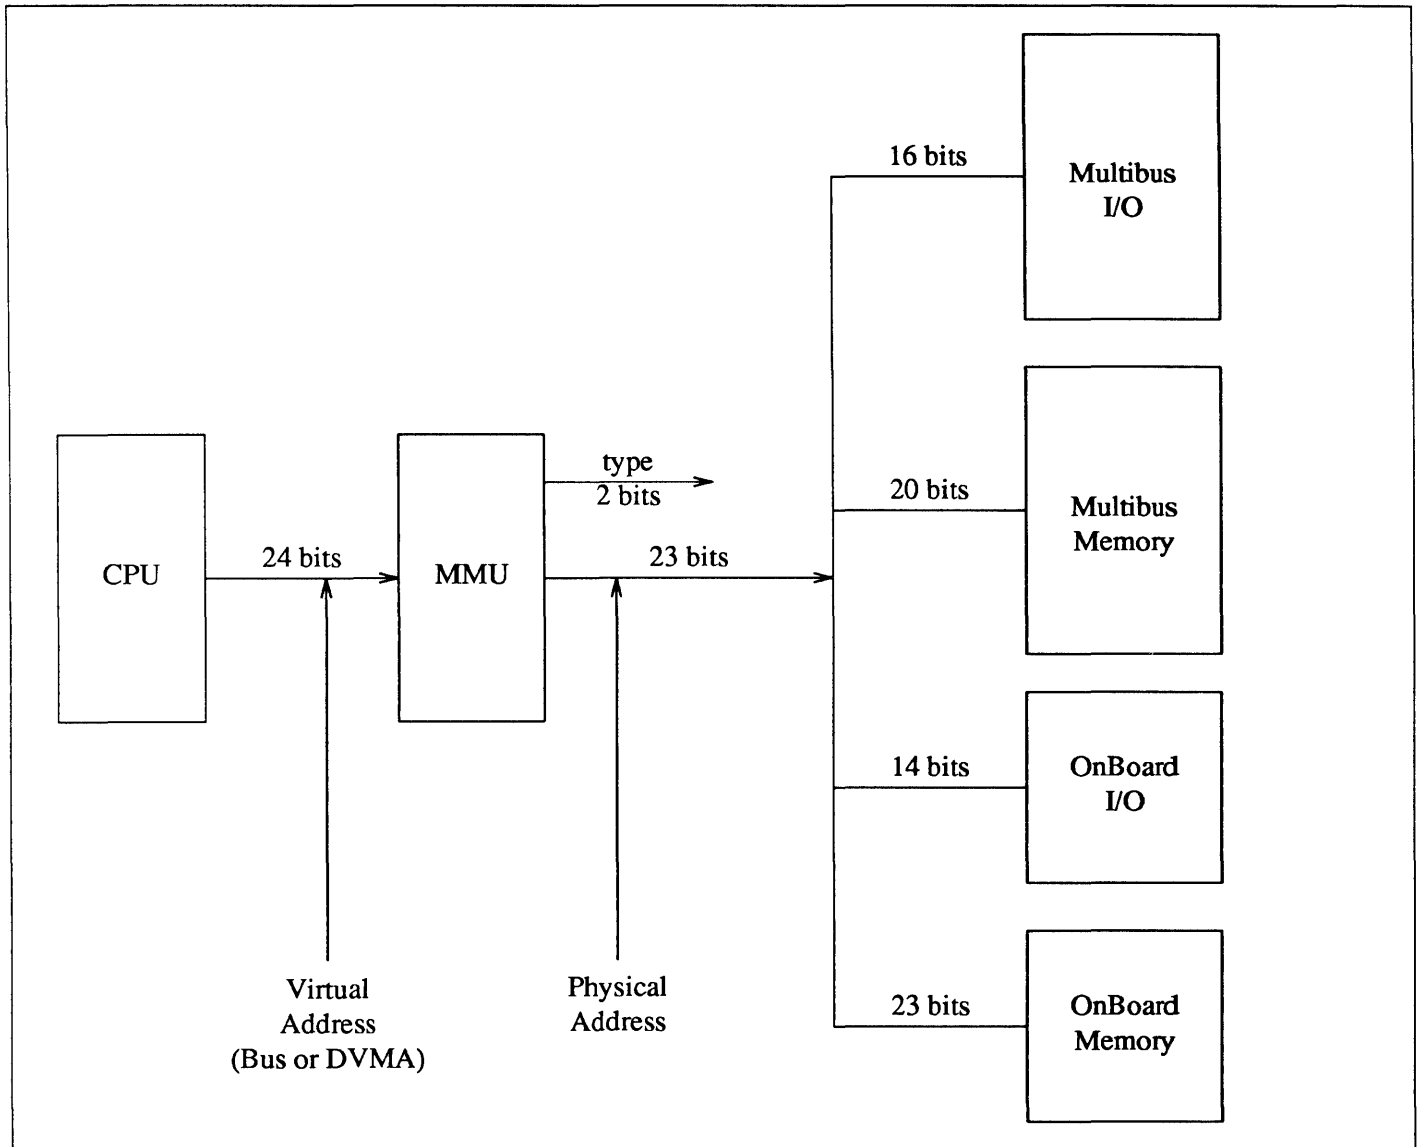 16 bits
Multibus
I/O
type
2 bits
20 bits
Multibus
Memory
CPU
24 bits
MMU
23 bits
14 bits
OnBoard
I/O
Virtual
Address
(Bus or DVMA)
Physical
Address
23 bits
OnBoard
Memory